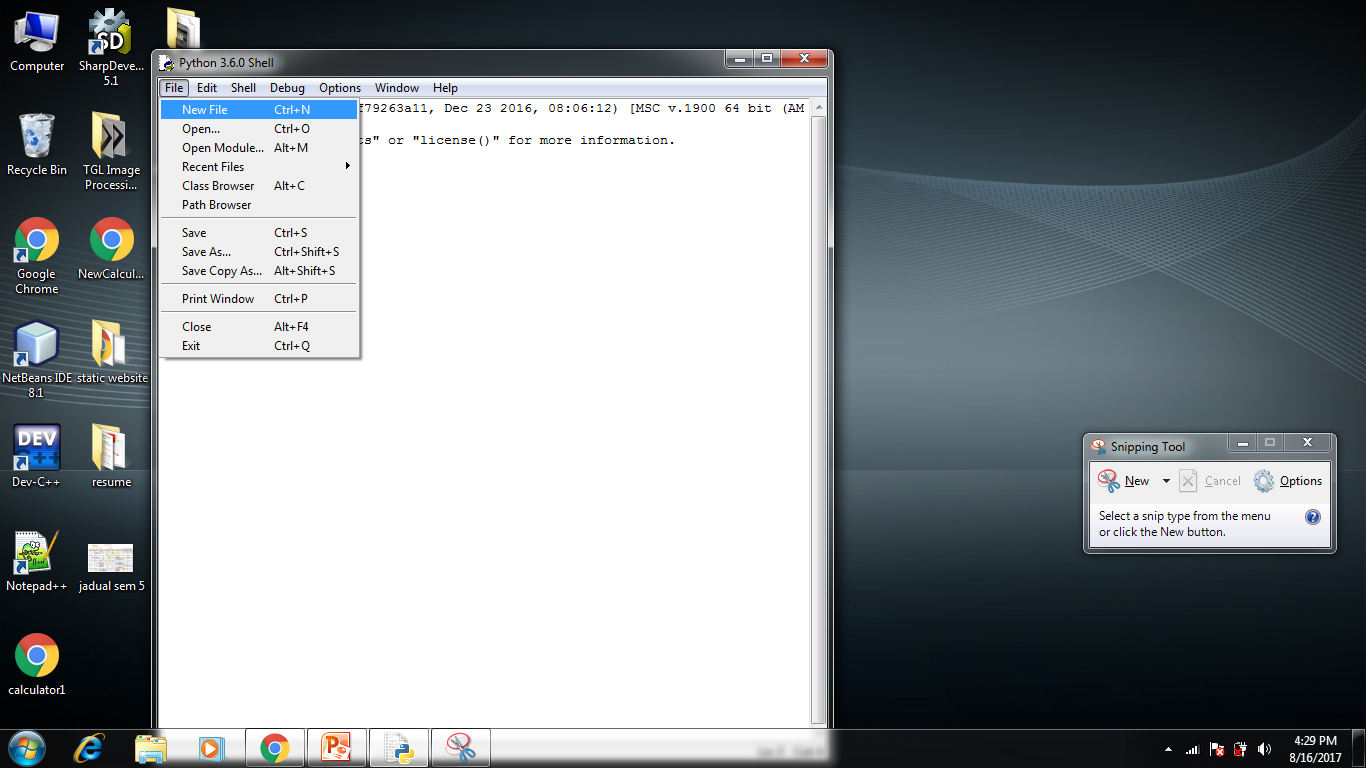 Computer
SharpDeve...
5.1
Recycle Bin
TGL Image
Processi...
Google
Chrome
NewCalcul...
NetBeans IDE
8.1
static website
Dev-C++
resume
Notepad++
jadual sem 5
calculator1
SD
DEV
C++
Python 3.6.0 Shell
File Edit Shell Debug Options Window Help
f79263a11, Dec 23 2016, 08:06:12) [MSC v.1900 64 bit (AM
ts" or "license()" for more information.
New File Ctrl+N
Open... Ctrl+O
Open Module... Alt+M
Recent Files
Class Browser Alt+C
Path Browser
Save Ctrl+S
Save As... Ctrl+Shift+S
Save Copy As... Alt+Shift+S
Print Window Ctrl+P
Close Alt+F4
Exit Ctrl+Q
Snipping Tool
New Cancel Options
Select a snip type from the menu
or click the New button.
4:29 PM
8/16/2017